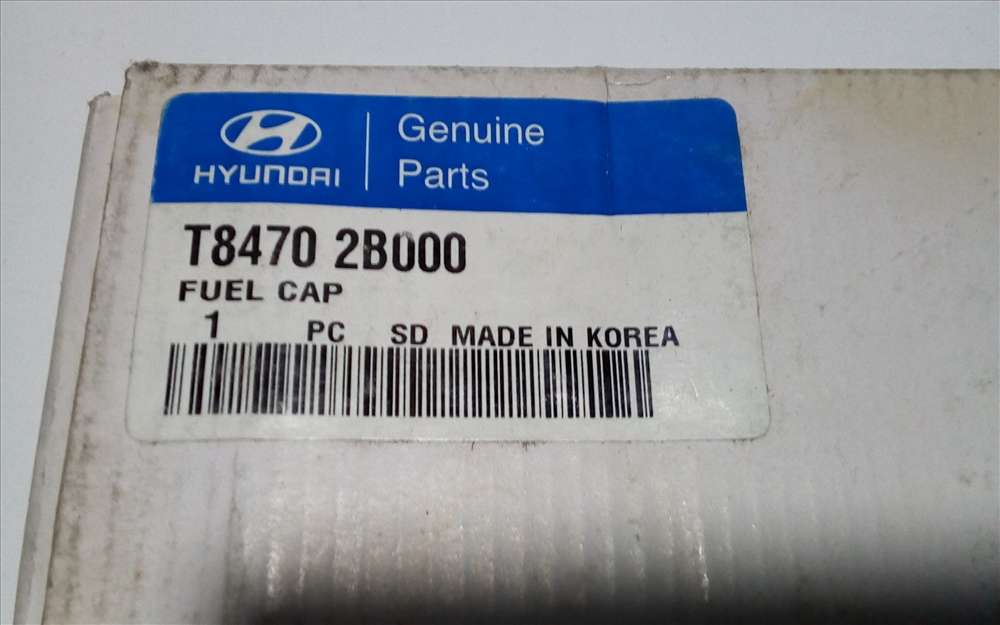 HYUNDAI
Genuine
Parts
T8470 2B000
FUEL CAP
1 PC SD MADE IN KOREA